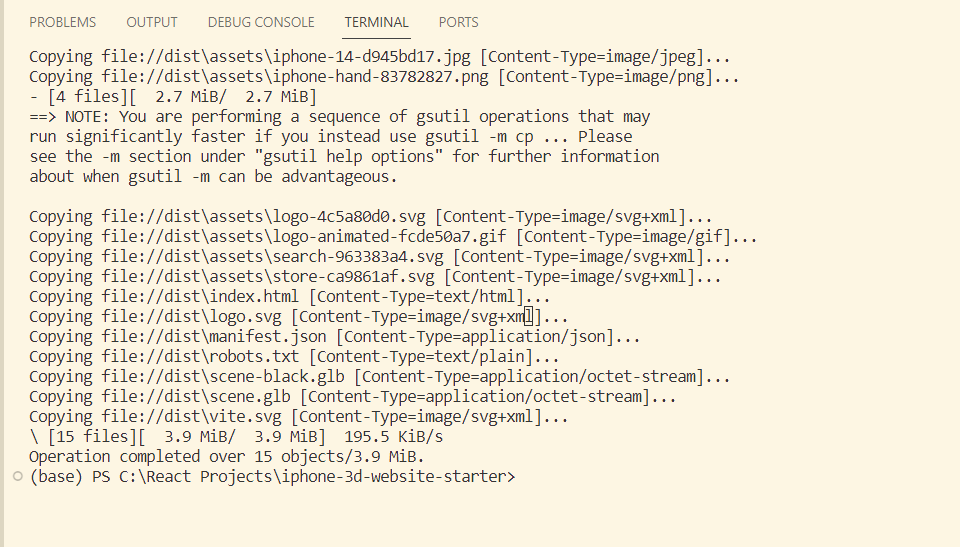 PROBLEMS OUTPUT DEBUG CONSOLE TERMINAL PORTS
Copying file://dist\assets\iphone-14-d945bd17.jpg [Content-Type=image/jpeg]...
Copying file://dist\assets\iphone-hand-83782827.png [Content-Type=image/png]...
- [4 files][  2.7 MiB/  2.7 MiB]
==> NOTE: You are performing a sequence of gsutil operations that may
run significantly faster if you instead use gsutil -m cp ... Please
see the -m section under "gsutil help options" for further information
about when gsutil -m can be advantageous.
Copying file://dist\assets\logo-4c5a80d0.svg [Content-Type=image/svg+xml]...
Copying file://dist\assets\logo-animated-fcde50a7.gif [Content-Type=image/gif]...
Copying file://dist\assets\search-963383a4.svg [Content-Type=image/svg+xml]...
Copying file://dist\assets\store-ca9861af.svg [Content-Type=image/svg+xml]...
Copying file://dist\index.html [Content-Type=text/html]...
Copying file://dist\logo.svg [Content-Type=image/svg+xml]...
Copying file://dist\manifest.json [Content-Type=application/json]...
Copying file://dist\robots.txt [Content-Type=text/plain]...
Copying file://dist\scene-black.glb [Content-Type=application/octet-stream]...
Copying file://dist\scene.glb [Content-Type=application/octet-stream]...
Copying file://dist\vite.svg [Content-Type=image/svg+xml]...
\ [15 files][  3.9 MiB/  3.9 MiB]  195.5 KiB/s
Operation completed over 15 objects/3.9 MiB.
(base) PS C:\React Projects\iphone-3d-website-starter>